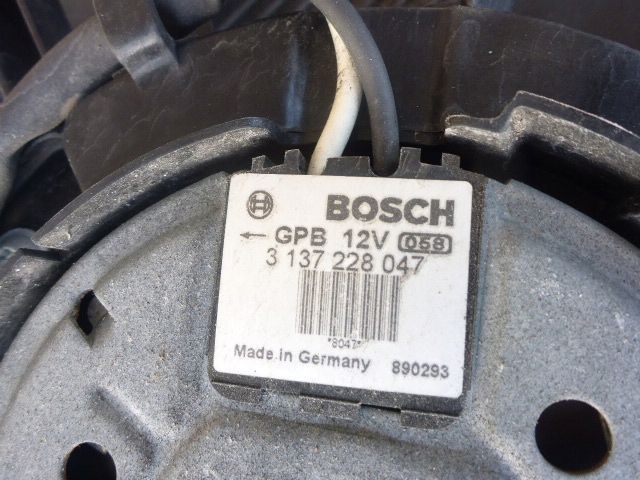 BOSCH
← GPB 12V 058
3 137 228 047
*8047*
Made in Germany 890293